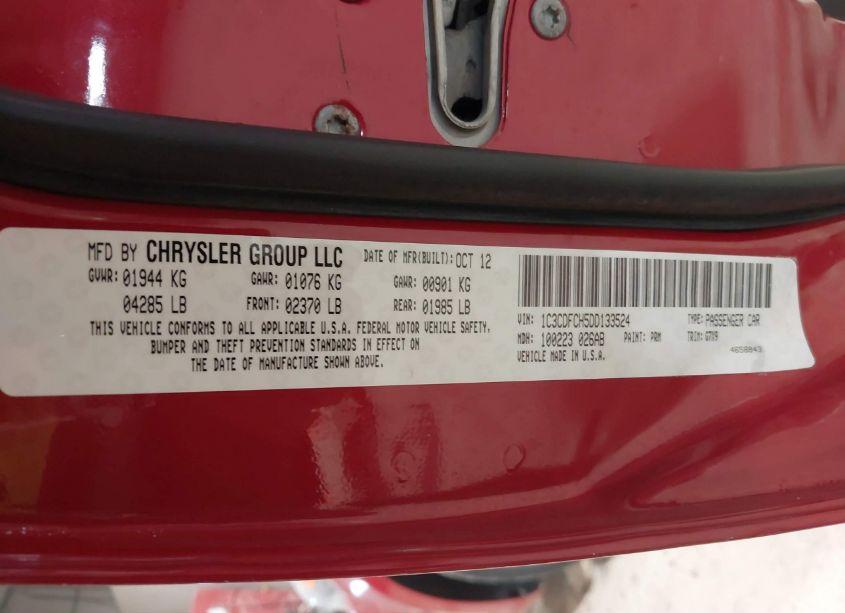 MFD BY CHRYSLER GROUP LLC DATE OF MFR(BUILT): OCT 12
GVWR: 01944 KG GAWR: 01076 KG GAWR: 00901 KG
04285 LB FRONT: 02370 LB REAR: 01985 LB
THIS VEHICLE CONFORMS TO ALL APPLICABLE U.S.A. FEDERAL MOTOR VEHICLE SAFETY,
BUMPER AND THEFT PREVENTION STANDARDS IN EFFECT ON
THE DATE OF MANUFACTURE SHOWN ABOVE.
VIN: 1C3CDFCH5DD133524 TYPE: PASSENGER CAR
MDH: 100223 026AB PAINT: PRM TRIM: G7X9
VEHICLE MADE IN U.S.A. 4658843